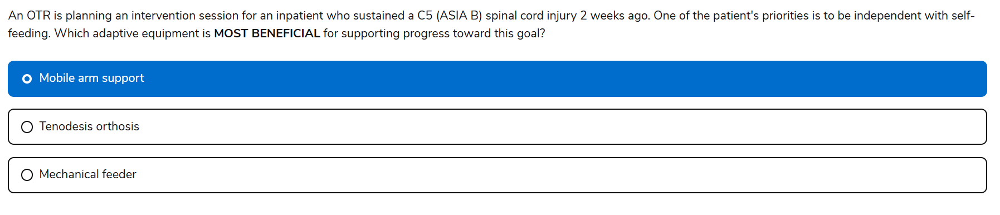 An OTR is planning an intervention session for an inpatient who sustained a C5 (ASIA B) spinal cord injury 2 weeks ago. One of the patient's priorities is to be independent with self-
feeding. Which adaptive equipment is MOST BENEFICIAL for supporting progress toward this goal?
Mobile arm support
Tenodesis orthosis
Mechanical feeder